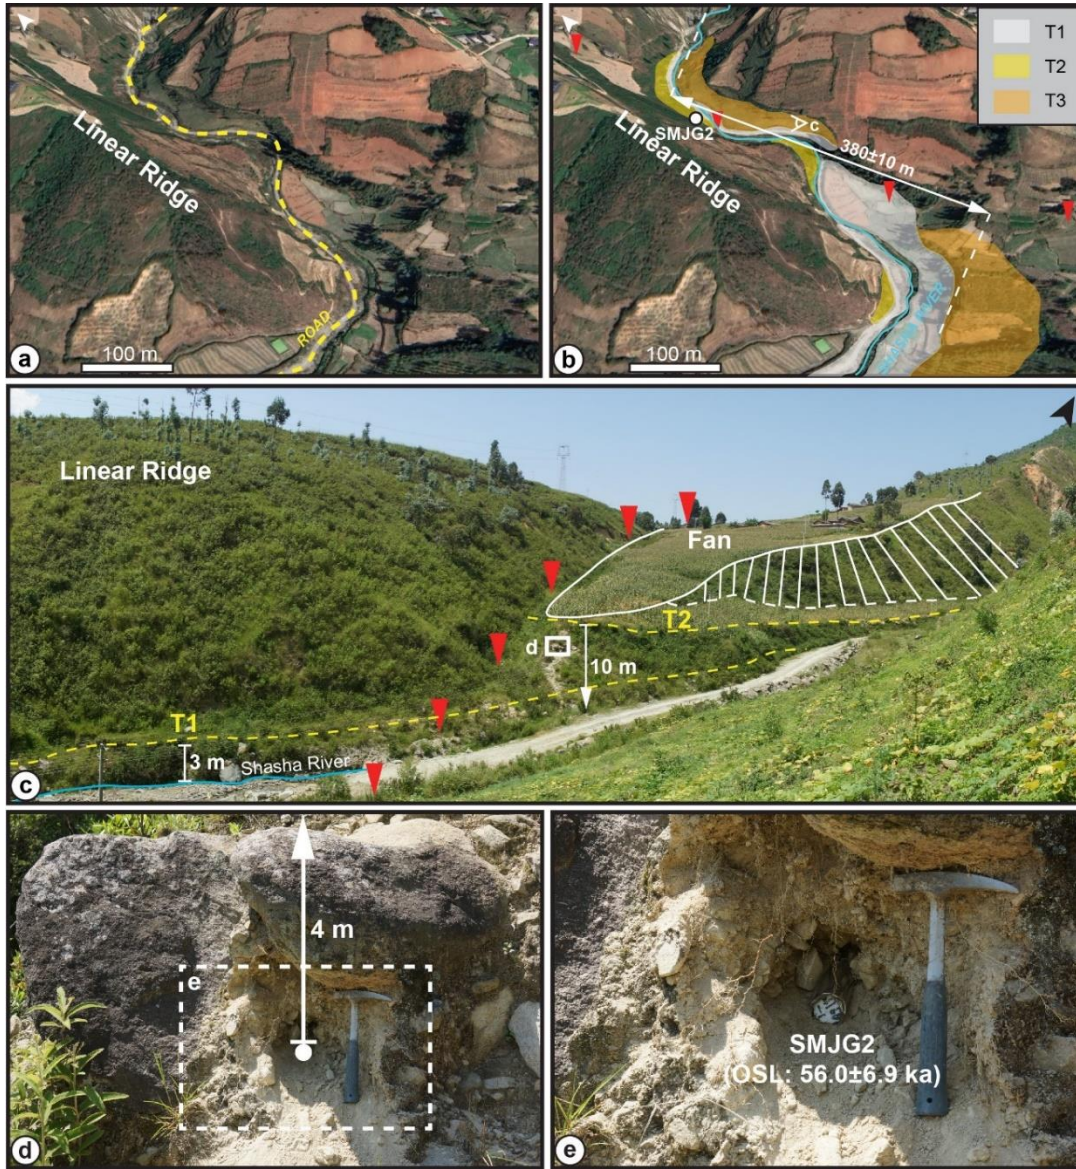 Linear Ridge
ROAD
100 m
a
T1
T2
T3
SMJG2
c
380±10 m
Linear Ridge
SHASHA RIVER
100 m
b
Linear Ridge
Fan
T2
d
10 m
T1
3 m
Shasha River
c
4 m
e
d
SMJG2
(OSL: 56.0±6.9 ka)
e